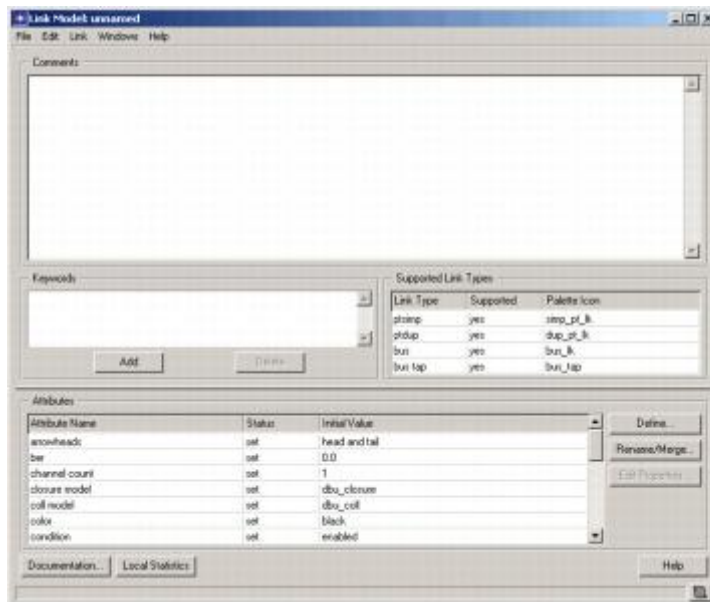 Link Model: unnamed
File Edit Link Windows Help
Comments
Keywords
Add
Delete
Supported Link Types
Link Type Supported Palette Icon
ptsimp yes simp_pt_lk
ptdup yes dup_pt_lk
bus yes bus_lk
bus tap yes bus_tap
Attributes
Attribute Name Status Initial Value
arrowheads set head and tail
ber set 0.0
channel count set 1
closure model set dbu_closure
coll model set dbu_coll
color set black
condition set enabled
Define...
Rename/Merge...
Edit Properties...
Documentation... Local Statistics Help